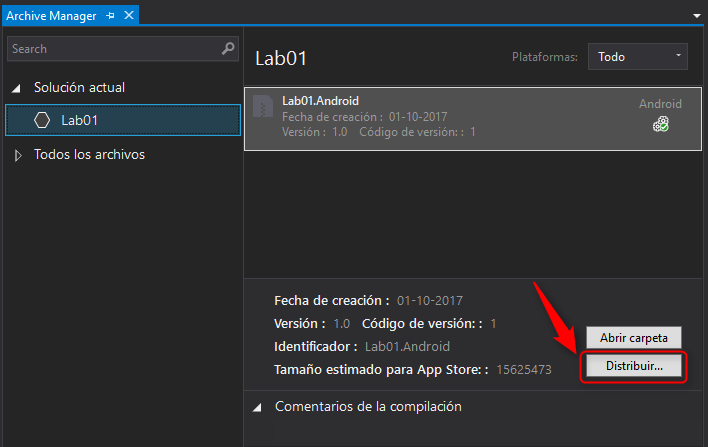 Archive Manager
Search
Solución actual
Lab01
Todos los archivos
Lab01
Plataformas: Todo
Lab01.Android
Android
Fecha de creación : 01-10-2017
Versión : 1.0 Código de versión: : 1
Fecha de creación : 01-10-2017
Versión : 1.0 Código de versión: : 1
Identificador : Lab01.Android
Tamaño estimado para App Store: : 15625473
Abrir carpeta
Distribuir...
Comentarios de la compilación